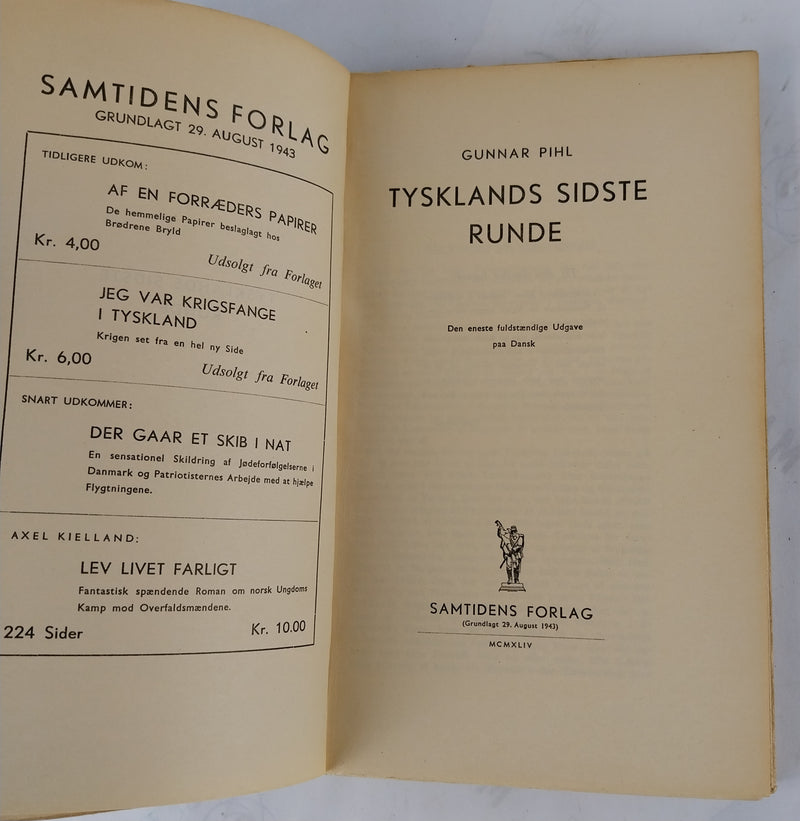 SAMTIDENS FORLAG
GRUNDLAGT 29. AUGUST 1943
TIDLIGERE UDKOM:
AF EN FORRÆDERS PAPIRER
De hemmelige Papirer beslaglagt hos
Brødrene Bryld
Kr. 4,00
Udsolgt fra Forlaget
JEG VAR KRIGSFANGE
I TYSKLAND
Krigen set fra en hel ny Side
Kr. 6,00
Udsolgt fra Forlaget
SNART UDKOMMER:
DER GAAR ET SKIB I NAT
En sensationel Skildring af Jødeforfølgelserne i
Danmark og Patriotisternes Arbejde med at hjælpe
Flygtningene.
AXEL KIELLAND:
LEV LIVET FARLIGT
Fantastisk spændende Roman om norsk Ungdoms
Kamp mod Overfaldsmændene.
224 Sider
Kr. 10.00
GUNNAR PIHL
TYSKLANDS SIDSTE
RUNDE
Den eneste fuldstændige Udgave
paa Dansk
SAMTIDENS FORLAG
(Grundlagt 29. August 1943)
MCMXLIV